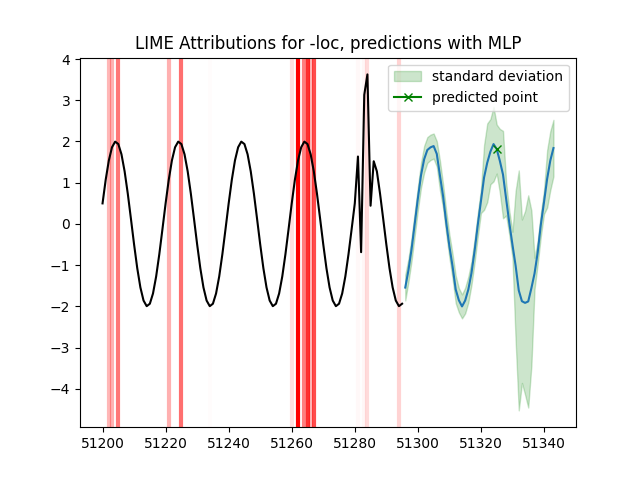 LIME Attributions for -loc, predictions with MLP
standard deviation
predicted point
4
3
2
1
0
−1
−2
−3
−4
51200 51220 51240 51260 51280 51300 51320 51340